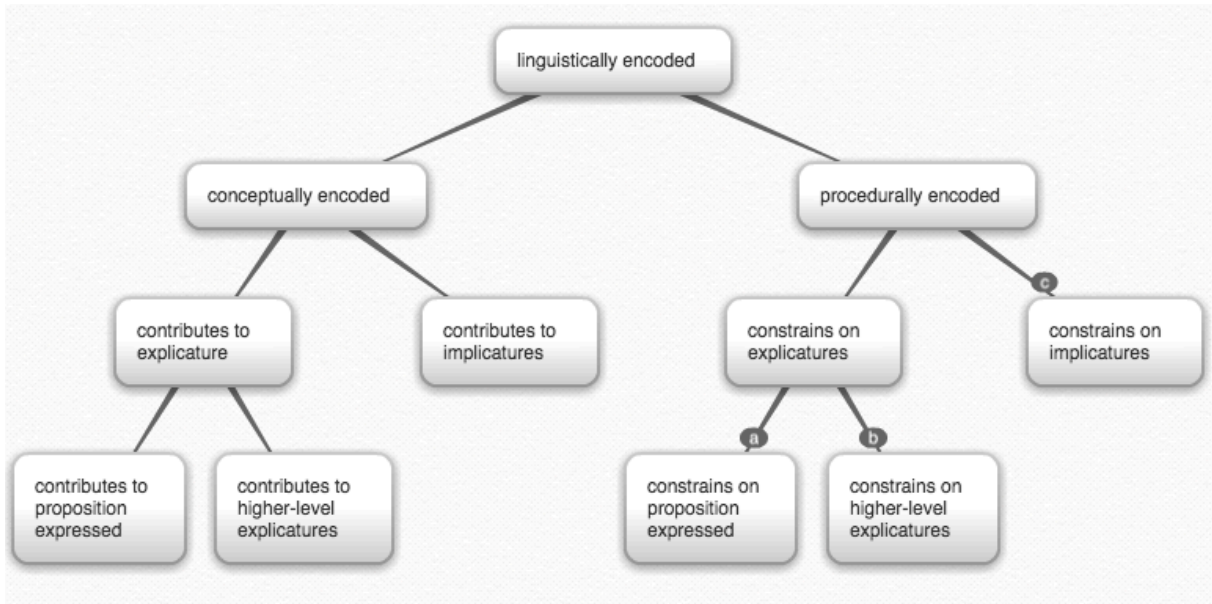 linguistically encoded
conceptually encoded
procedurally encoded
c
contributes to
explicature
contributes to
implicatures
constrains on
explicatures
constrains on
implicatures
a
b
contributes to
proposition
expressed
contributes to
higher-level
explicatures
constrains on
proposition
expressed
constrains on
higher-level
explicatures